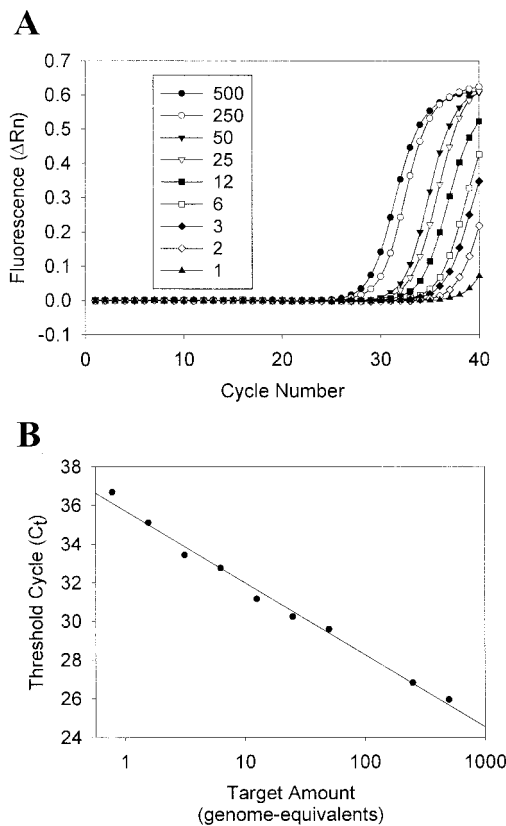 A
0.7
0.6
0.5
0.4
0.3
0.2
0.1
0.0
-0.1
Fluorescence (ΔRn)
500
250
50
25
12
6
3
2
1
0 10 20 30 40
Cycle Number
B
38
36
34
32
30
28
26
24
Threshold Cycle (Ct)
1 10 100 1000
Target Amount
(genome-equivalents)